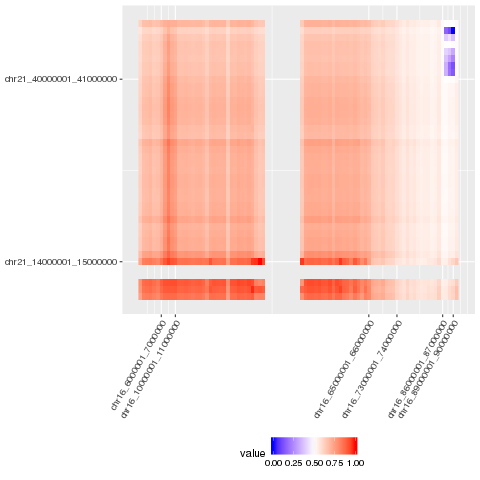 chr21_40000001_41000000
chr21_14000001_15000000
chr16_6000001_7000000
chr16_10000001_11000000
chr16_65000001_66000000
chr16_73000001_74000000
chr16_86000001_87000000
chr16_89000001_90000000
value
0.00 0.25 0.50 0.75 1.00